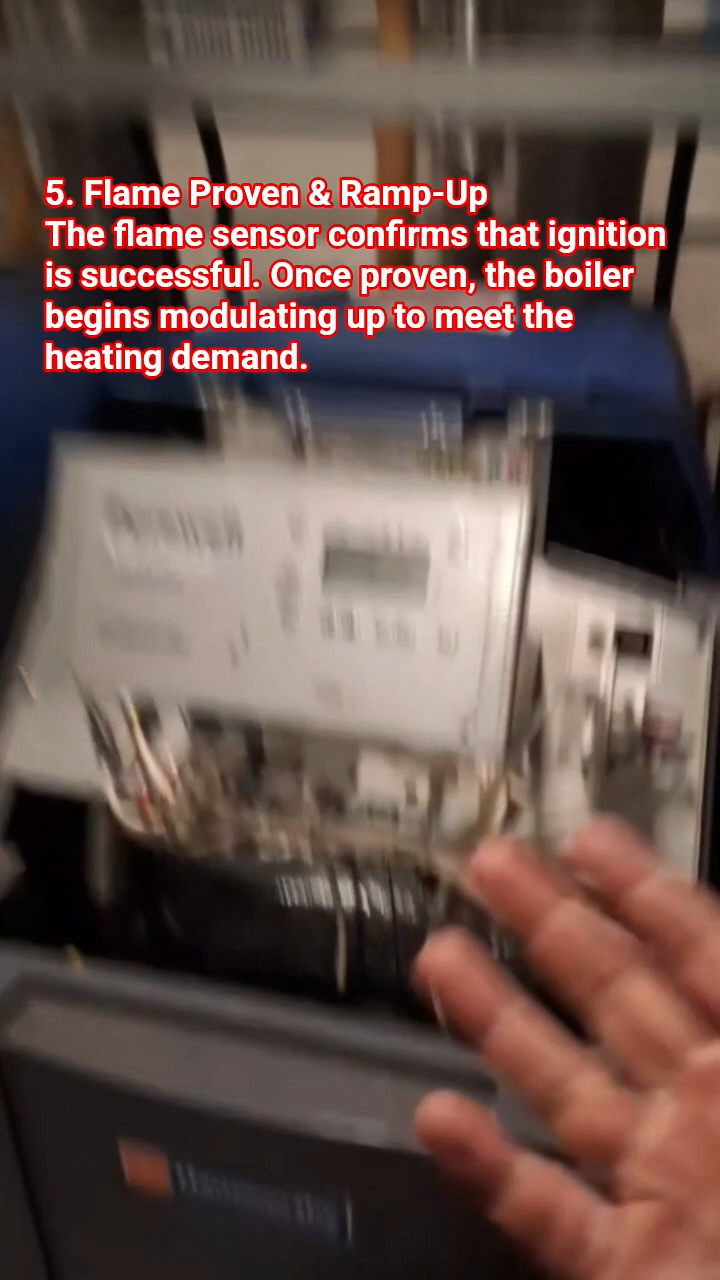 5. Flame Proven & Ramp-Up
The flame sensor confirms that ignition
is successful. Once proven, the boiler
begins modulating up to meet the
heating demand.